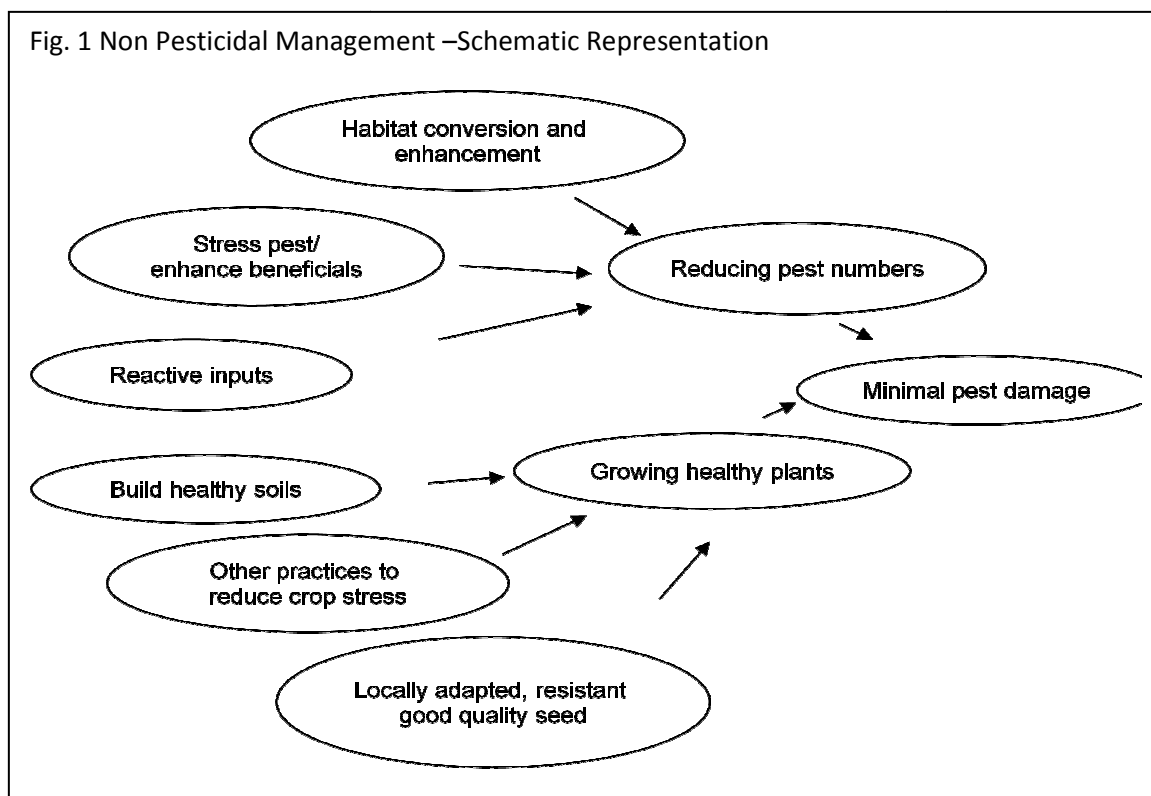 Fig. 1 Non Pesticidal Management –Schematic Representation
Habitat conversion and
enhancement
Stress pest/
enhance beneficials
Reducing pest numbers
Reactive inputs
Minimal pest damage
Build healthy soils
Growing healthy plants
Other practices to
reduce crop stress
Locally adapted, resistant
good quality seed